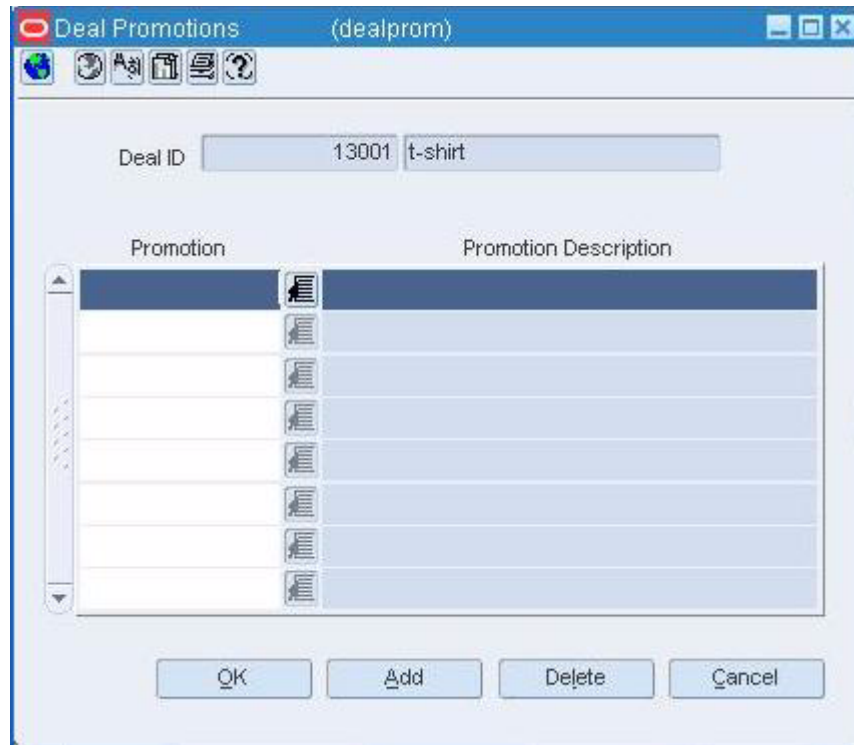 Deal Promotions (dealprom)
Deal ID 13001 t-shirt
Promotion Promotion Description
OK Add Delete Cancel